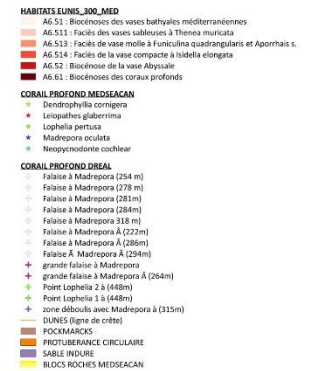 HABITATS EUNIS_300_MED
A6.51 : Biocénoses des vases bathyales méditerranéennes
A6.511 : Faciès des vases sableuses à Thenea muricata
A6.513 : Faciès de vase molle à Funiculina quadrangularis et Aporrhais s.
A6.514 : Faciès de la vase compacte à Isidella elongata
A6.52 : Biocénose de la vase Abyssale
A6.61 : Biocénoses des coraux profonds
CORAIL PROFOND MEDSEACAN
Dendrophyllia cornigera
Leiopathes glaberrima
Lophelia pertusa
Madrepora oculata
Neopycnodonte cochlear
CORAIL PROFOND DREAL
Falaise à Madrepora (254 m)
Falaise à Madrepora (278 m)
Falaise à Madrepora (281m)
Falaise à Madrepora (284m)
Falaise à Madrepora 318 m)
Falaise à Madrepora Â (222m)
Falaise à Madrepora Â (286m)
Falaise Ã  Madrepora Â (294m)
grande falaise à Madrepora
grande falaise à Madrepora Â (264m)
Point Lophelia 2 à (448m)
Point Lophelia 1 à (448m)
zone déboulis avec Madrepora à (315m)
DUNES (ligne de crête)
POCKMARCKS
PROTUBERANCE CIRCULAIRE
SABLE INDURE
BLOCS ROCHES MEDSEACAN